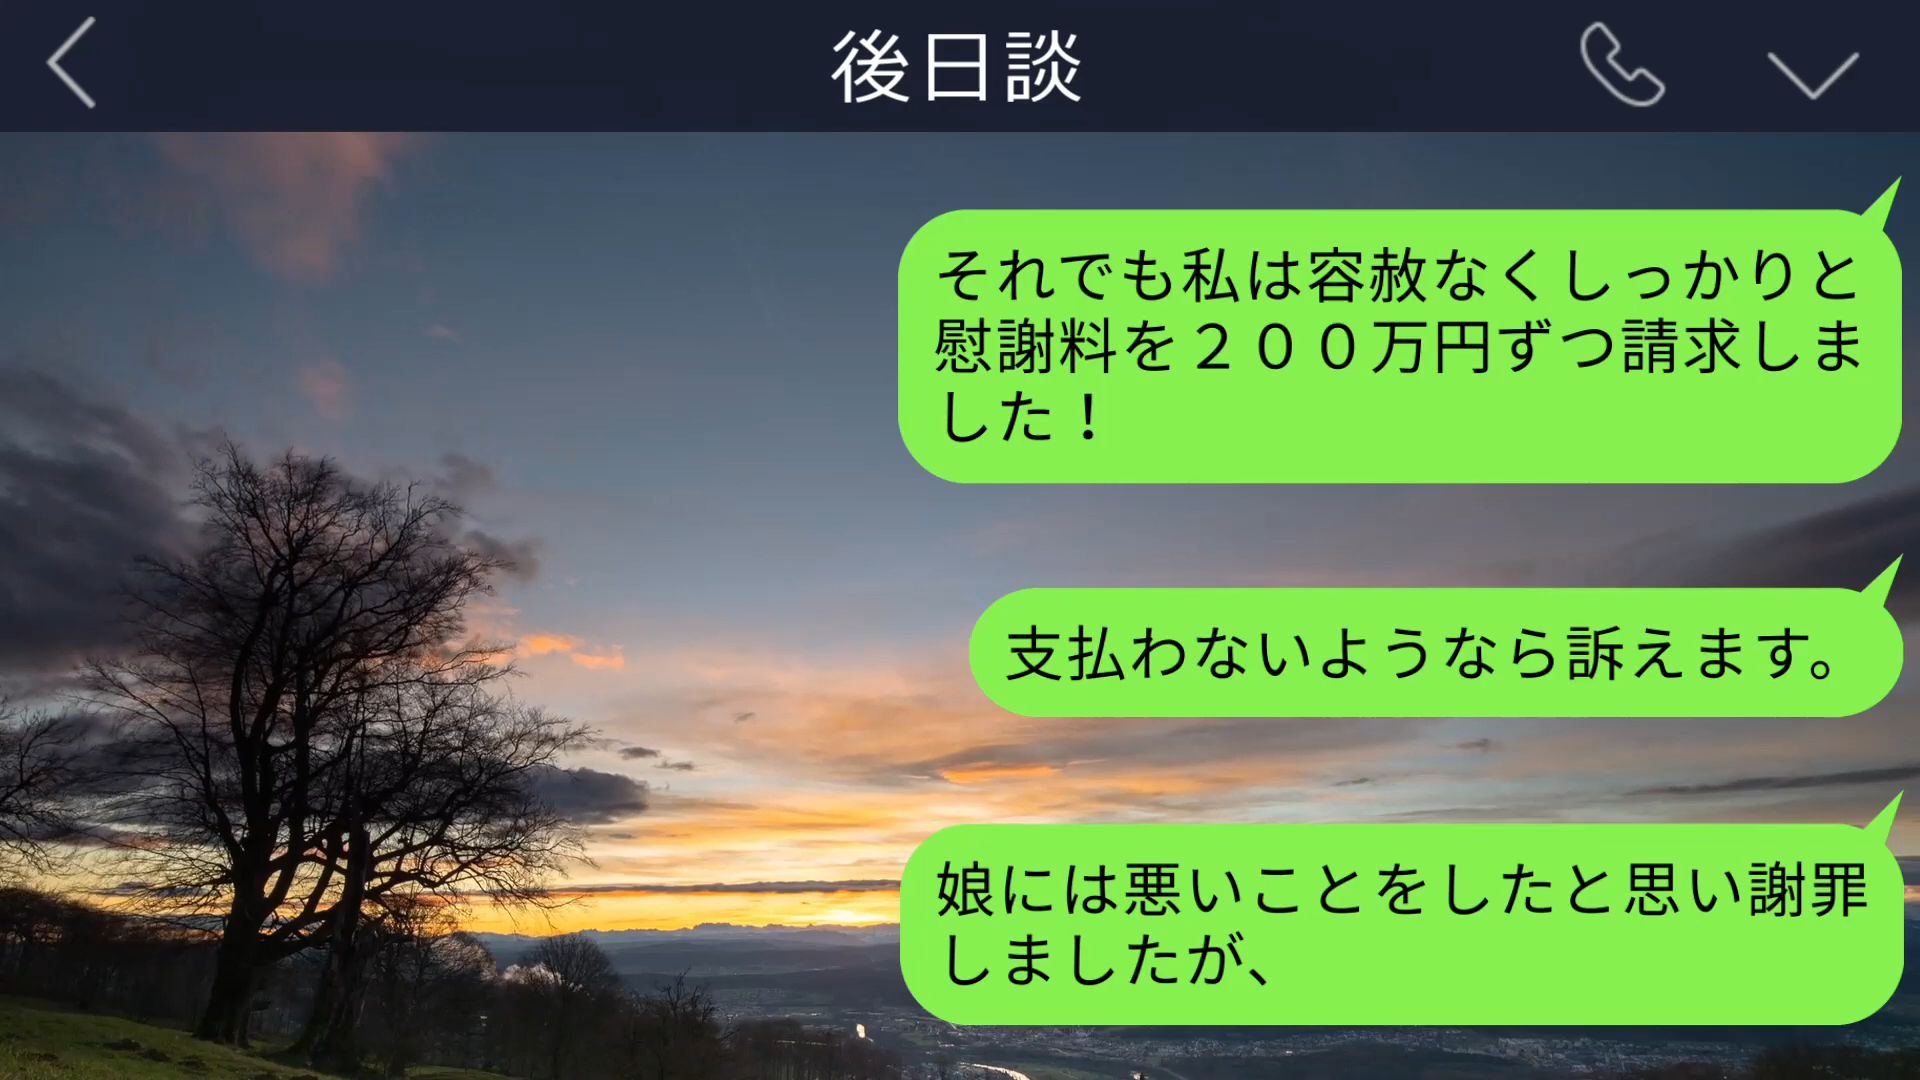 後日談
それでも私は容赦なくしっかりと
慰謝料を２００万円ずつ請求しま
した！
支払わないようなら訴えます。
娘には悪いことをしたと思い謝罪
しましたが、